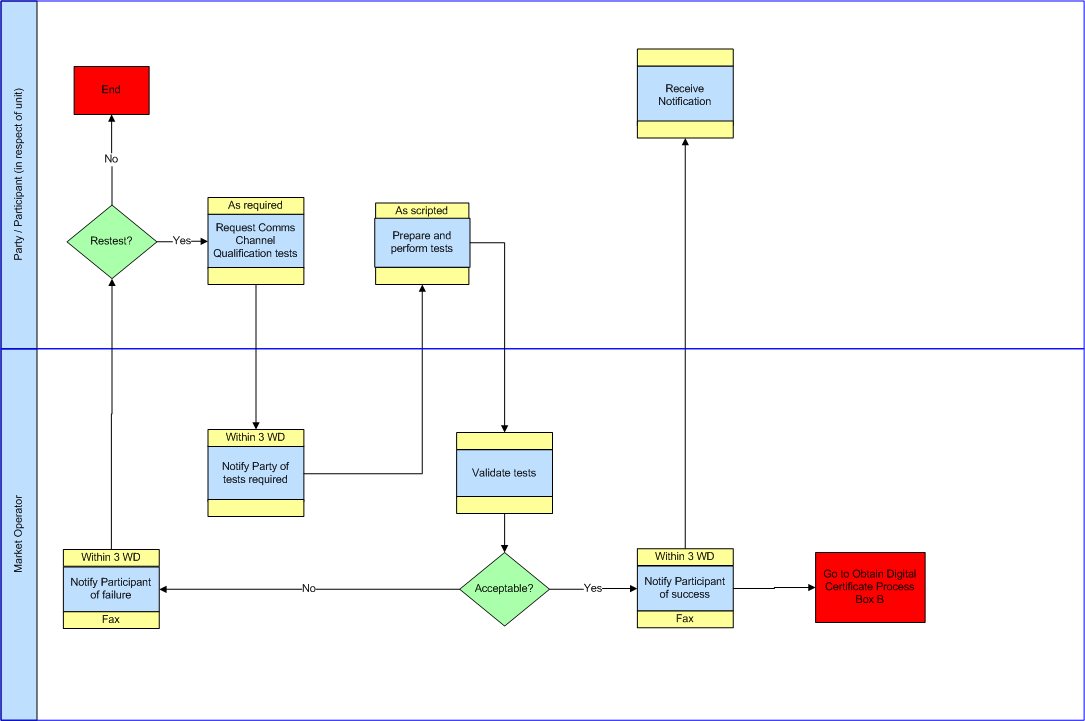 Party / Participant (in respect of unit)
End
No
Restest?
Yes
As required
Request Comms
Channel
Qualification tests
As scripted
Prepare and
perform tests
Receive
Notification
Market Operator
Within 3 WD
Notify Party of
tests required
Validate tests
Within 3 WD
Notify Participant
of failure
Fax
No
Acceptable?
Yes
Within 3 WD
Notify Participant
of success
Fax
Go to Obtain Digital
Certificate Process
Box B